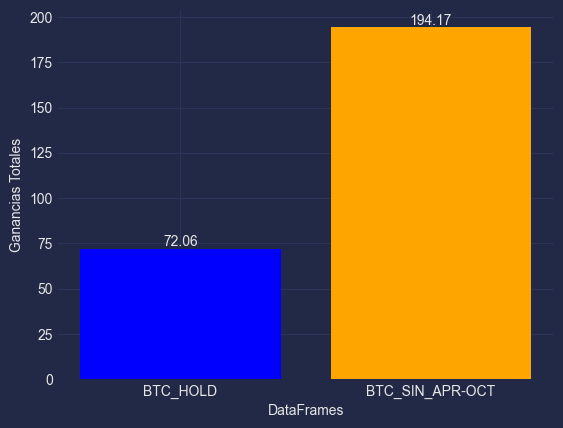 Ganancias Totales
200
175
150
125
100
75
50
25
0
72.06
194.17
BTC_HOLD
BTC_SIN_APR-OCT
DataFrames